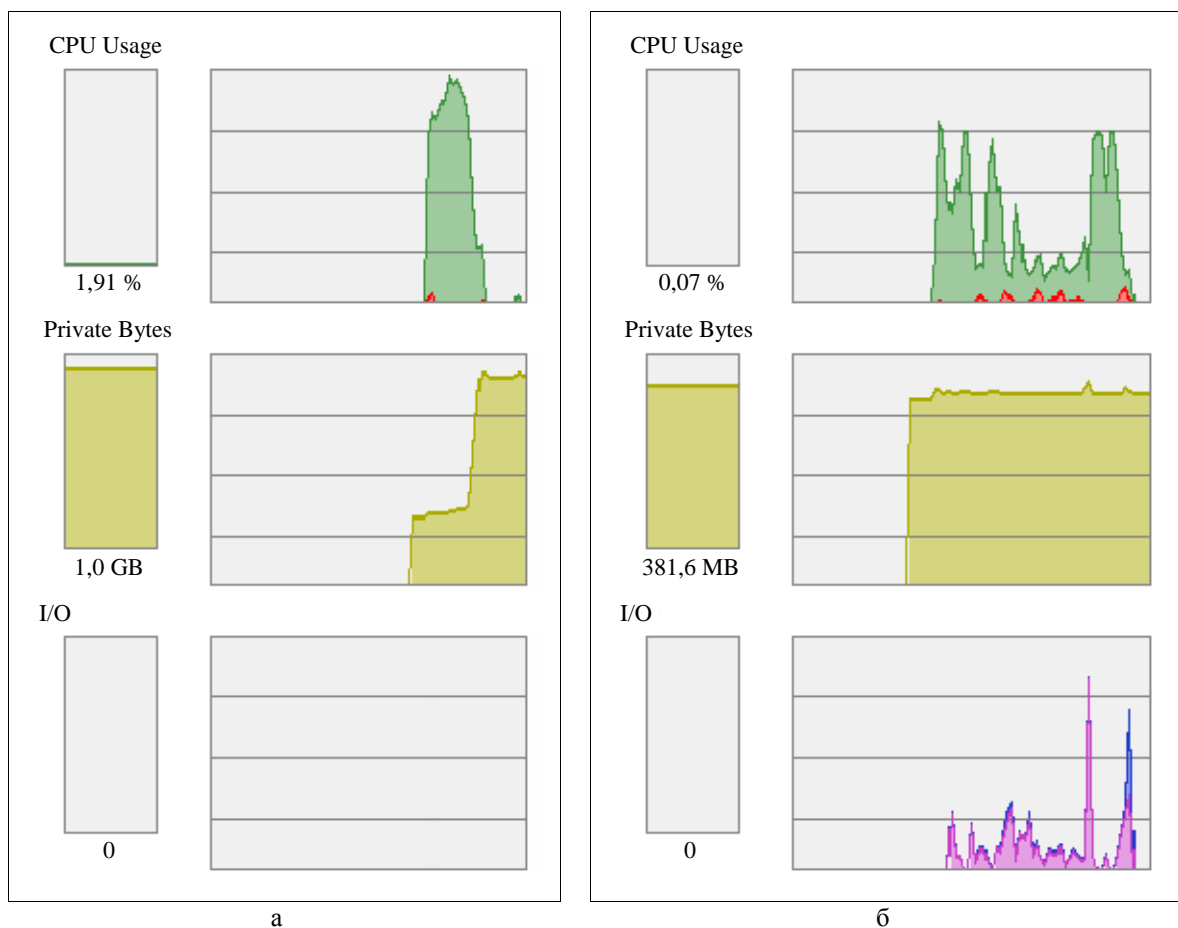 CPU Usage
1,91 %
Private Bytes
1,0 GB
I/O
0
а
CPU Usage
0,07 %
Private Bytes
381,6 MB
I/O
0
б